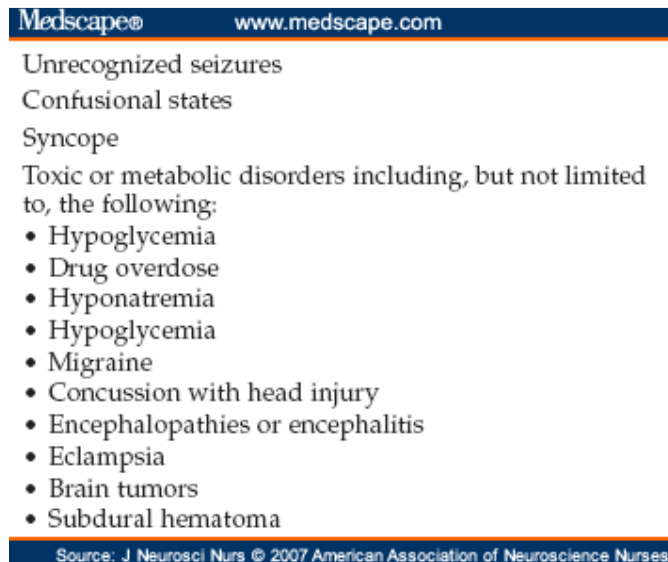 Medscape® www.medscape.com
Unrecognized seizures
Confusional states
Syncope
Toxic or metabolic disorders including, but not limited
to, the following:
• Hypoglycemia
• Drug overdose
• Hyponatremia
• Hypoglycemia
• Migraine
• Concussion with head injury
• Encephalopathies or encephalitis
• Eclampsia
• Brain tumors
• Subdural hematoma
Source: J Neurosci Nurs © 2007 American Association of Neuroscience Nurses